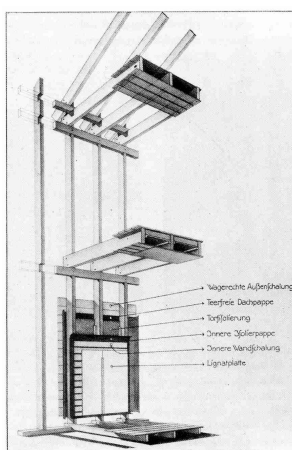 Wagerechte Außenschalung
Teerfreie Dachpappe
Torfisolierung
Innere Isolierpappe
Innere Wandschalung
Lignatplatte